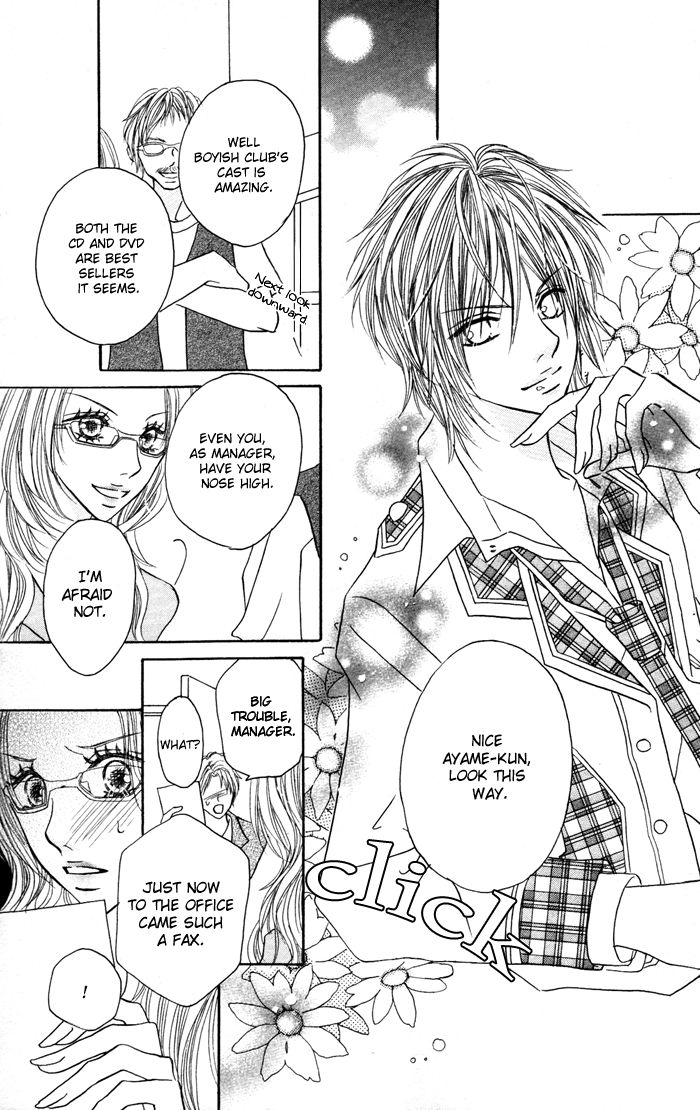 NICE
AYAME-KUN,
LOOK THIS
WAY.
click
WELL
BOYISH CLUB'S
CAST IS
AMAZING.
BOTH THE
CD AND DVD
ARE BEST
SELLERS
IT SEEMS.
Next look
downward.
EVEN YOU,
AS MANAGER,
HAVE YOUR
NOSE HIGH.
I'M
AFRAID
NOT.
BIG
TROUBLE,
MANAGER.
WHAT?
JUST NOW
TO THE OFFICE
CAME SUCH
A FAX.
!